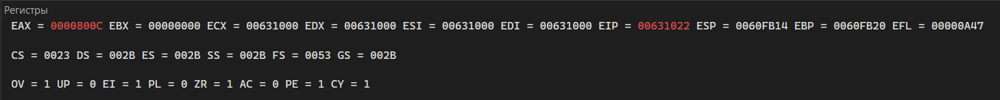 Регистры
EAX = 0000800C EBX = 00000000 ECX = 00631000 EDX = 00631000 ESI = 00631000 EDI = 00631000 EIP = 00631022 ESP = 0060FB14 EBP = 0060FB20 EFL = 00000A47
CS = 0023 DS = 002B ES = 002B SS = 002B FS = 0053 GS = 002B
OV = 1 UP = 0 EI = 1 PL = 0 ZR = 1 AC = 0 PE = 1 CY = 1